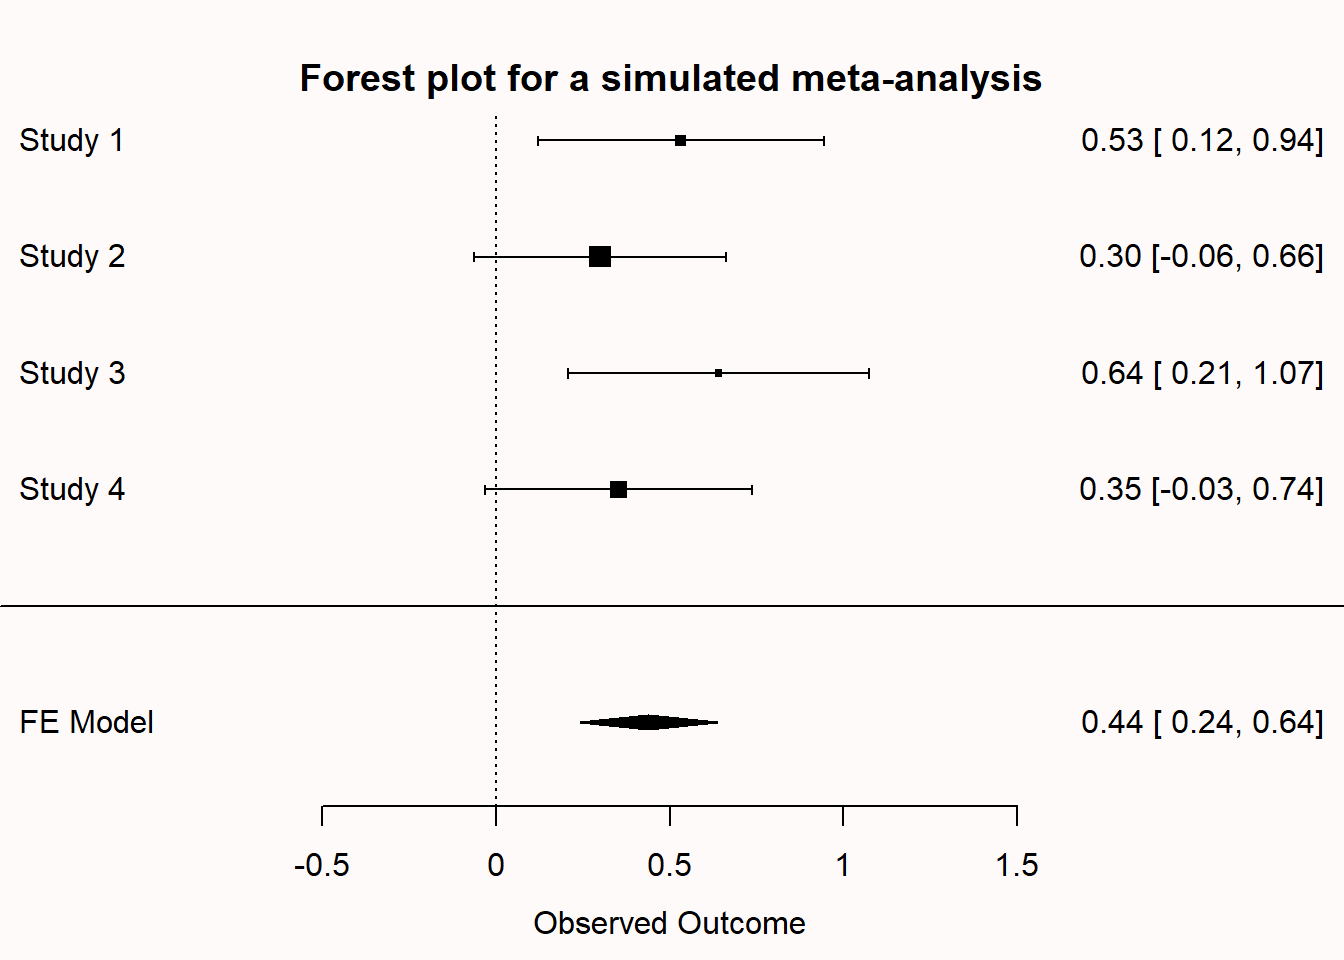 Forest plot for a simulated meta-analysis
Study 1 0.53 [ 0.12, 0.94]
Study 2 0.30 [-0.06, 0.66]
Study 3 0.64 [ 0.21, 1.07]
Study 4 0.35 [-0.03, 0.74]
FE Model 0.44 [ 0.24, 0.64]
-0.5 0 0.5 1 1.5
Observed Outcome